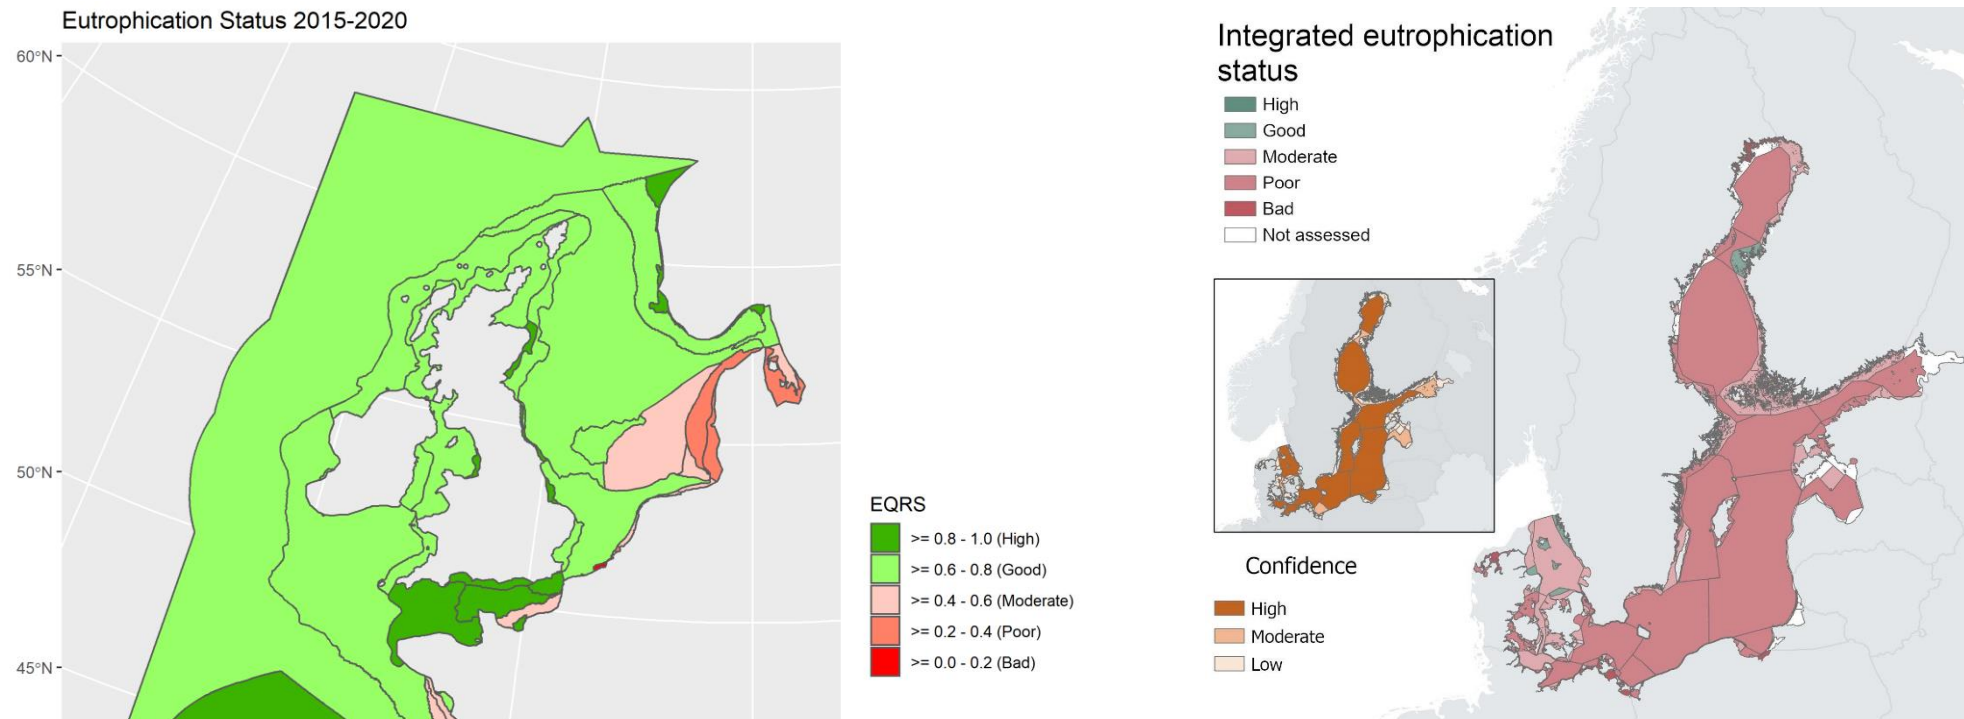 Eutrophication Status 2015-2020
60°N
55°N
50°N
45°N
EQRS
>= 0.8 - 1.0 (High)
>= 0.6 - 0.8 (Good)
>= 0.4 - 0.6 (Moderate)
>= 0.2 - 0.4 (Poor)
>= 0.0 - 0.2 (Bad)
Integrated eutrophication
status
High
Good
Moderate
Poor
Bad
Not assessed
Confidence
High
Moderate
Low